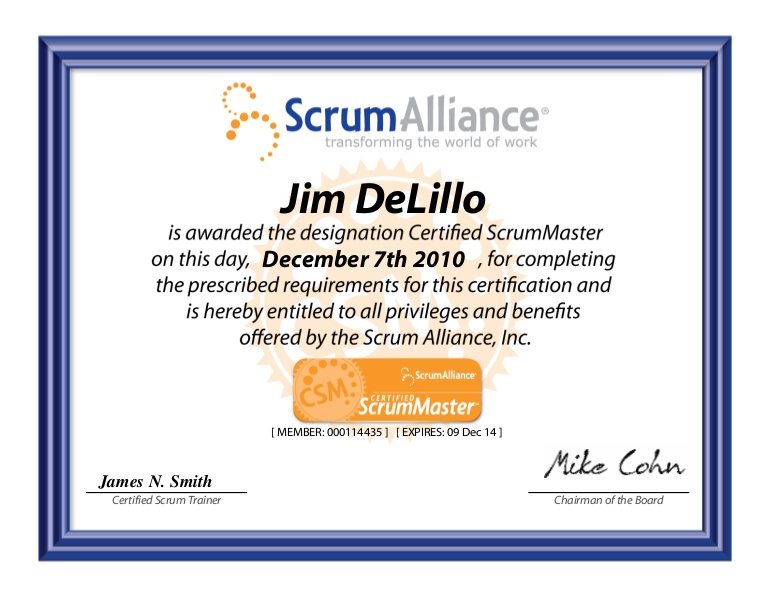 ScrumAlliance®
transforming the world of work
Jim DeLillo
is awarded the designation Certified ScrumMaster
on this day, December 7th 2010 , for completing
the prescribed requirements for this certification and
is hereby entitled to all privileges and benefits
offered by the Scrum Alliance, Inc.
CSM
ScrumAlliance
CSM
CERTIFIED
ScrumMaster
[ MEMBER: 000114435 ] [ EXPIRES: 09 Dec 14 ]
James N. Smith
Certified Scrum Trainer
Mike Cohn
Chairman of the Board